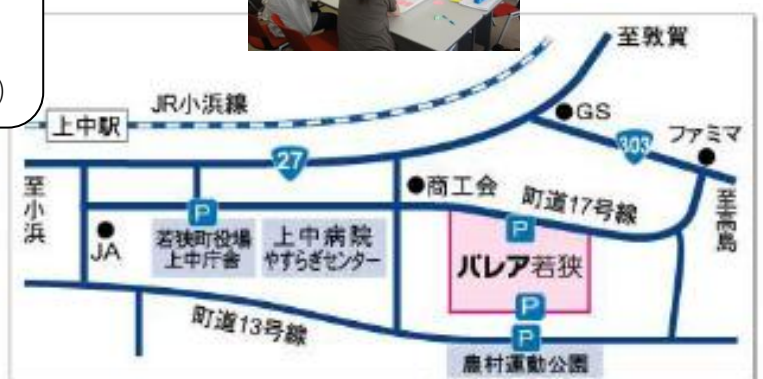 )
至敦賀
JR小浜線
上中駅
GS
303
ファミマ
27
至小浜
商工会
町道17号線
至高島
P
P
JA
若狭町役場
上中庁舎
上中病院
やすらぎセンター
パレア若狭
P
町道13号線
P
農村運動公園